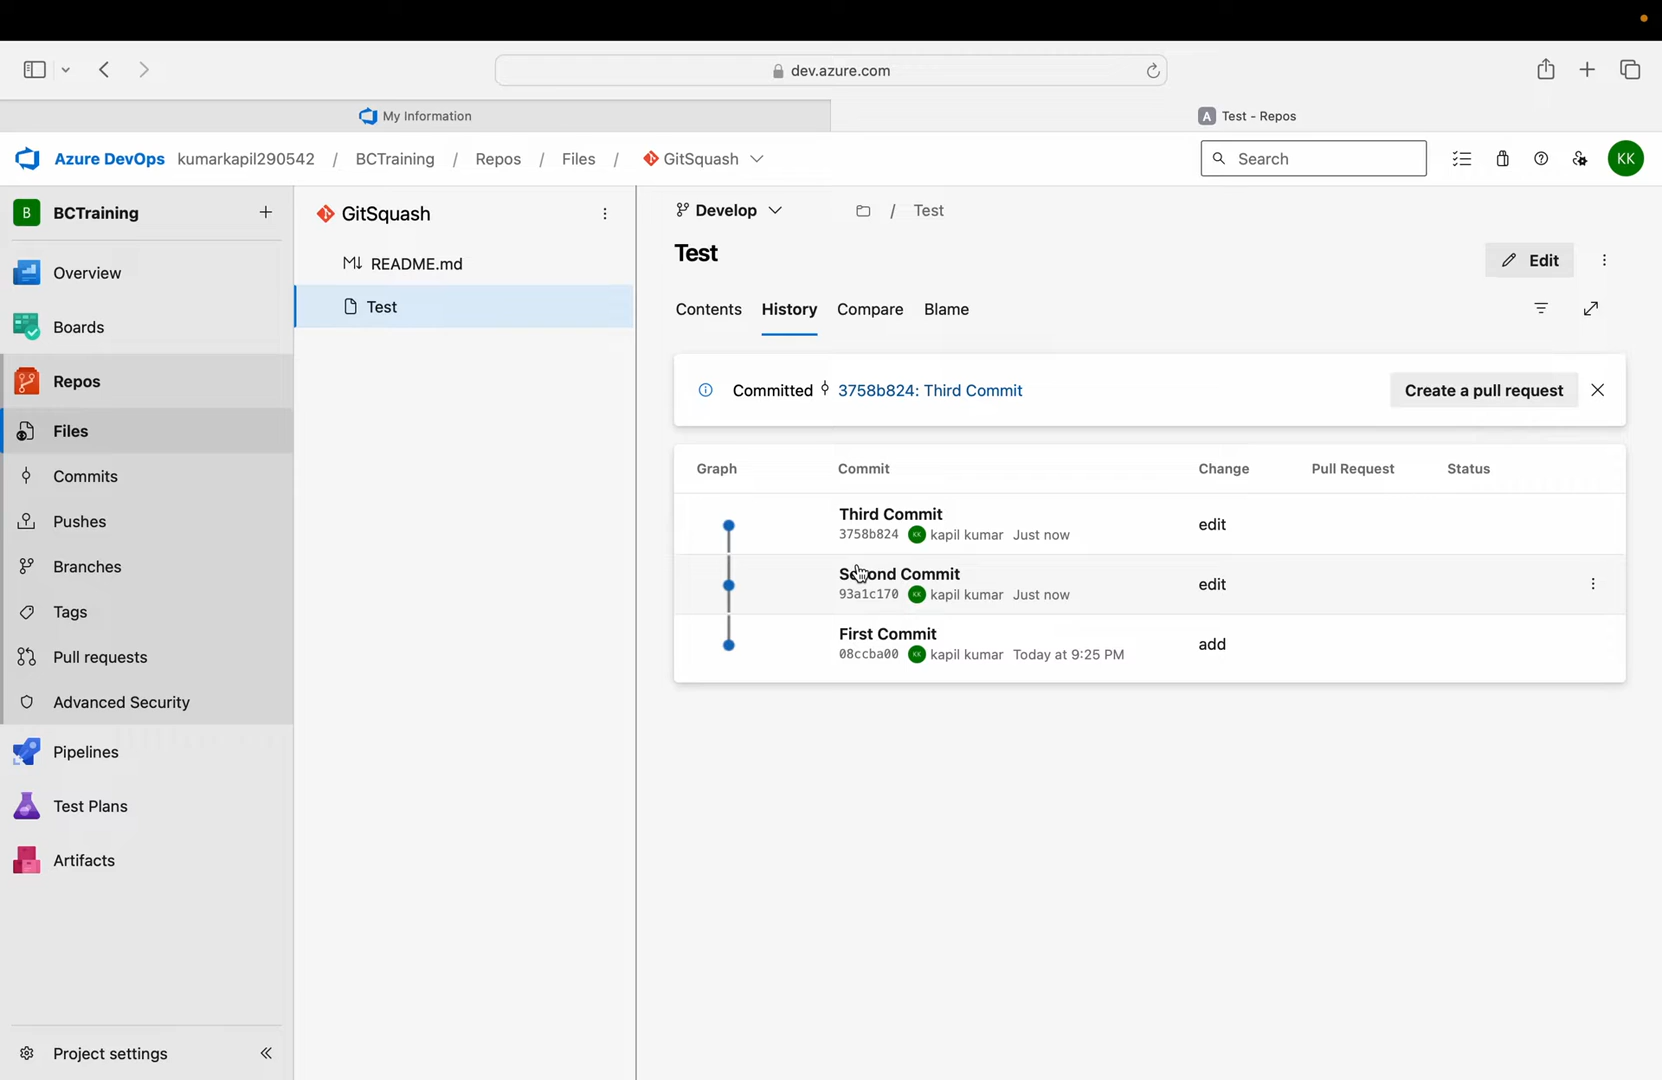 dev.azure.com
My Information
A Test - Repos
Azure DevOps kumarkapil290542 / BCTraining / Repos / Files / GitSquash
Search
KK
B BCTraining
Overview
Boards
Repos
Files
Commits
Pushes
Branches
Tags
Pull requests
Advanced Security
Pipelines
Test Plans
Artifacts
Project settings
GitSquash
README.md
Test
Develop / Test
Test
Edit
Contents History Compare Blame
Committed 3758b824: Third Commit
Create a pull request
Graph Commit Change Pull Request Status
Third Commit
3758b824 KK kapil kumar Just now
edit
Second Commit
93a1c170 KK kapil kumar Just now
edit
First Commit
08ccba00 KK kapil kumar Today at 9:25 PM
add